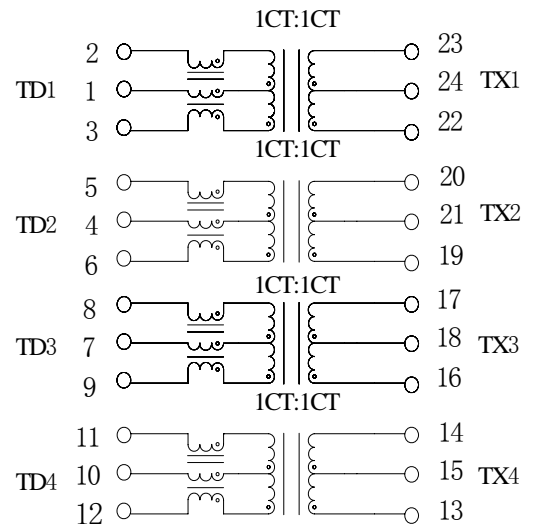 1CT:1CT
2 23
TD1 1 24 TX1
3 22
1CT:1CT
5 20
TD2 4 21 TX2
6 19
1CT:1CT
8 17
TD3 7 18 TX3
9 16
1CT:1CT
11 14
TD4 10 15 TX4
12 13